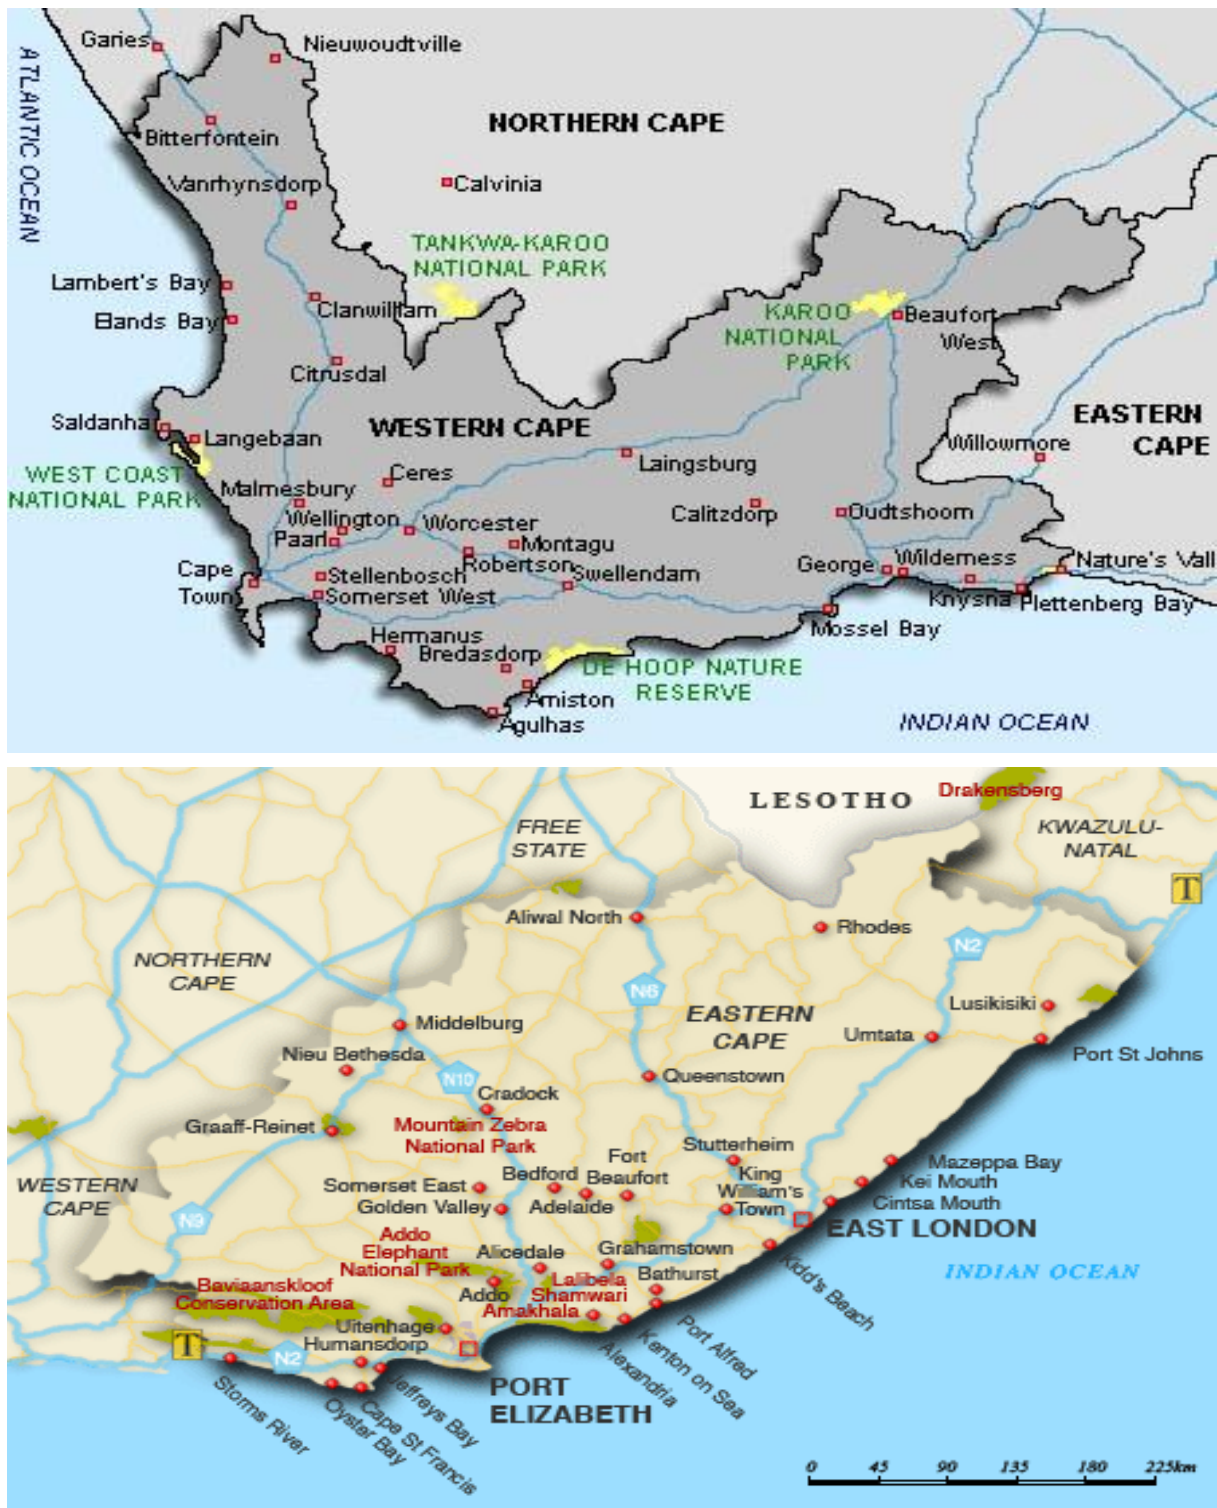 Garies
Nieuwoudtville
ATLANTIC OCEAN
NORTHERN CAPE
Bitterfontein
Vanrhynsdorp
Calvinia
TANKWA-KAROO
NATIONAL PARK
Lambert's Bay
Clanwilliam
Elands Bay
KAROO
NATIONAL
PARK
Beaufort
West
Citrusdal
Saldanha
Langebaan
WESTERN CAPE
EASTERN
CAPE
Willowmore
WEST COAST
NATIONAL PARK
Ceres
Laingsburg
Malmesbury
Calitzdorp
Oudtshoorn
Wellington
Worcester
Paarl
Montagu
Robertson
Cape
Town
Stellenbosch
Swellendam
George
Wilderness
Nature's Vall
Somerset West
Knysna
Plettenberg Bay
Mossel Bay
Hermanus
Bredasdorp
DE HOOP NATURE
RESERVE
Arniston
Agulhas
INDIAN OCEAN
LESOTHO
Drakensberg
FREE
STATE
KWAZULU-
NATAL
T
Aliwal North
Rhodes
N2
NORTHERN
CAPE
N6
EASTERN
CAPE
Lusikisiki
Middelburg
Umtata
Port St Johns
Nieu Bethesda
N10
Queenstown
Cradock
Graaff-Reinet
Mountain Zebra
National Park
Stutterheim
Fort
Beaufort
Mazeppa Bay
WESTERN
CAPE
Somerset East
Bedford
King
William's
Town
Kei Mouth
Golden Valley
Adelaide
Cintsa Mouth
N9
EAST LONDON
Addo
Elephant
National Park
Alicedale
Grahamstown
Kidd's Beach
INDIAN OCEAN
Baviaanskloof
Conservation Area
Addo
Lalibela
Shamwari
Amakhala
Bathurst
Uitenhage
Port Alfred
Kenton on Sea
Alexandria
T
Humansdorp
N2
PORT
ELIZABETH
Storms River
Oyster Bay
Cape St Francis
Jeffreys Bay
0 45 90 135 180 225km